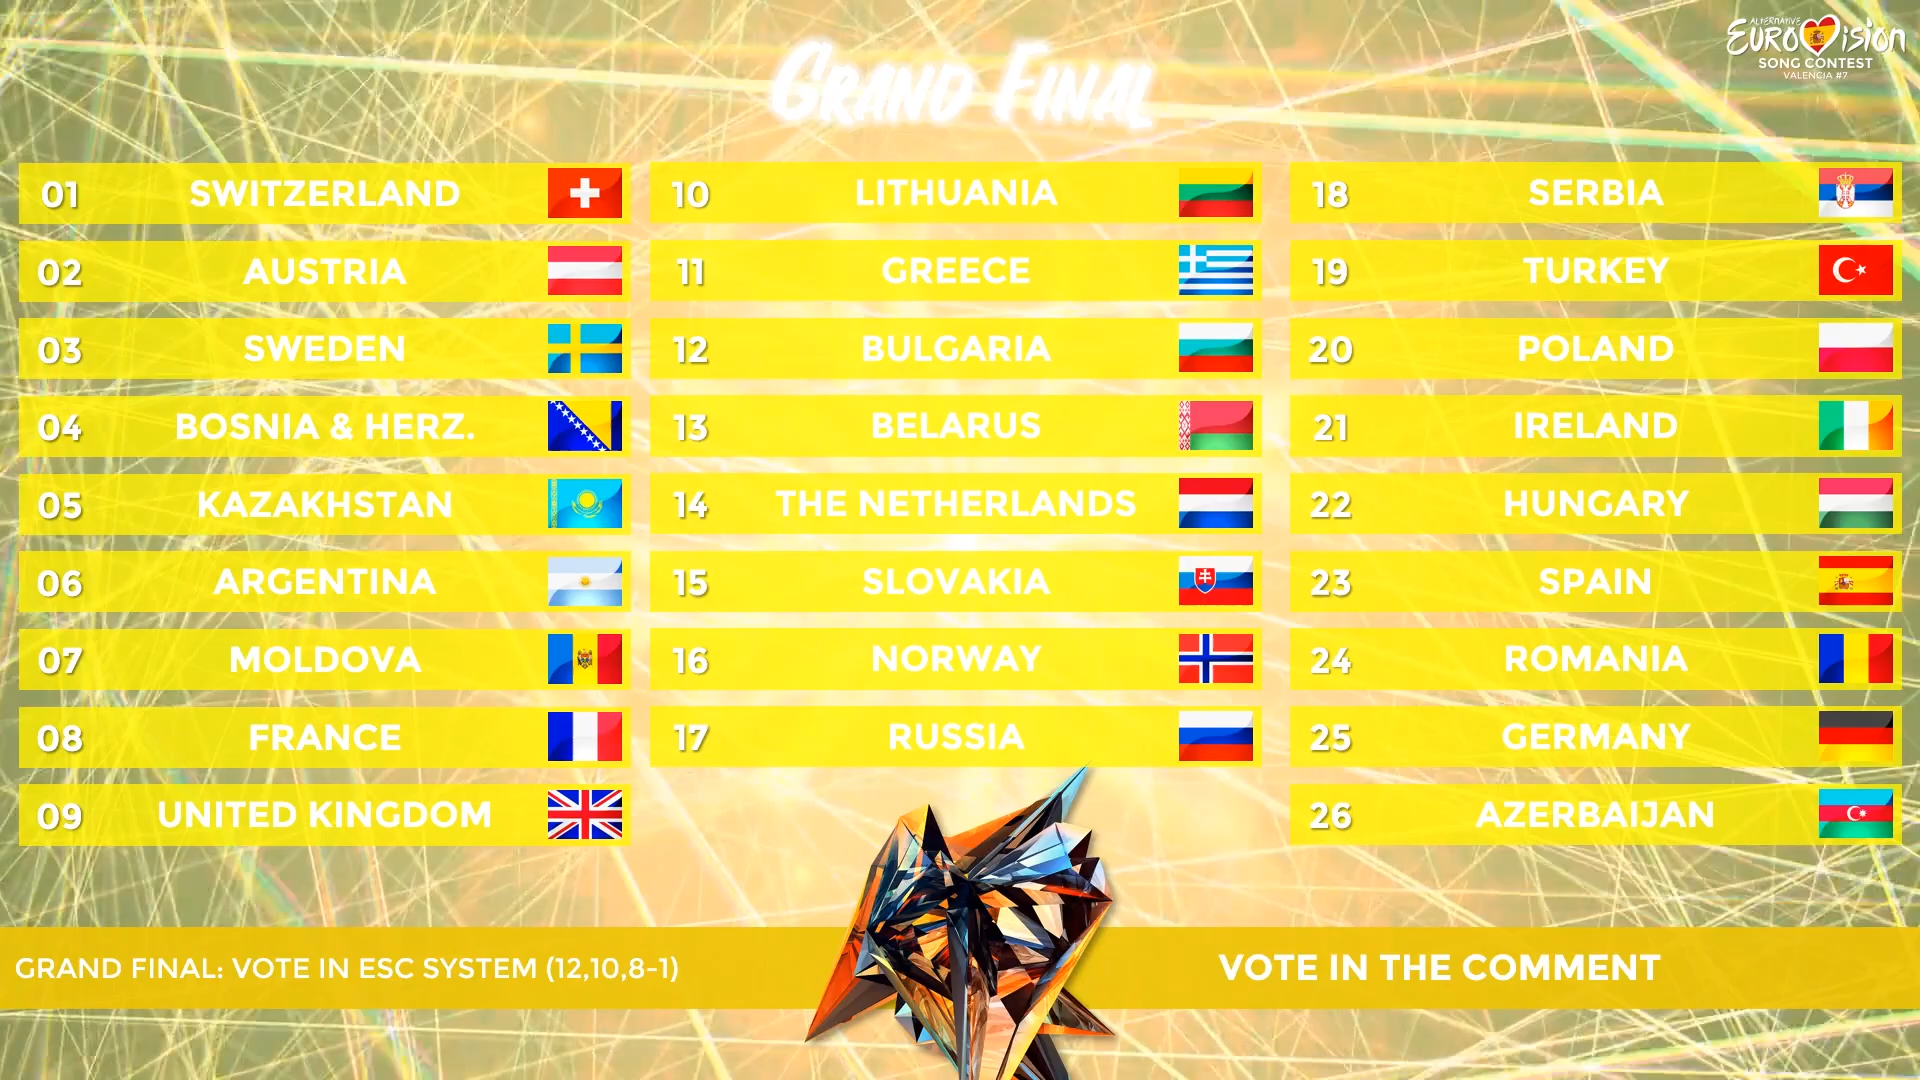 ALTERNATIVE
EUROVISION
SONG CONTEST
VALENCIA #7
GRAND FINAL
01 SWITZERLAND
02 AUSTRIA
03 SWEDEN
04 BOSNIA & HERZ.
05 KAZAKHSTAN
06 ARGENTINA
07 MOLDOVA
08 FRANCE
09 UNITED KINGDOM
10 LITHUANIA
11 GREECE
12 BULGARIA
13 BELARUS
14 THE NETHERLANDS
15 SLOVAKIA
16 NORWAY
17 RUSSIA
18 SERBIA
19 TURKEY
20 POLAND
21 IRELAND
22 HUNGARY
23 SPAIN
24 ROMANIA
25 GERMANY
26 AZERBAIJAN
GRAND FINAL: VOTE IN ESC SYSTEM (12,10,8-1)
VOTE IN THE COMMENT